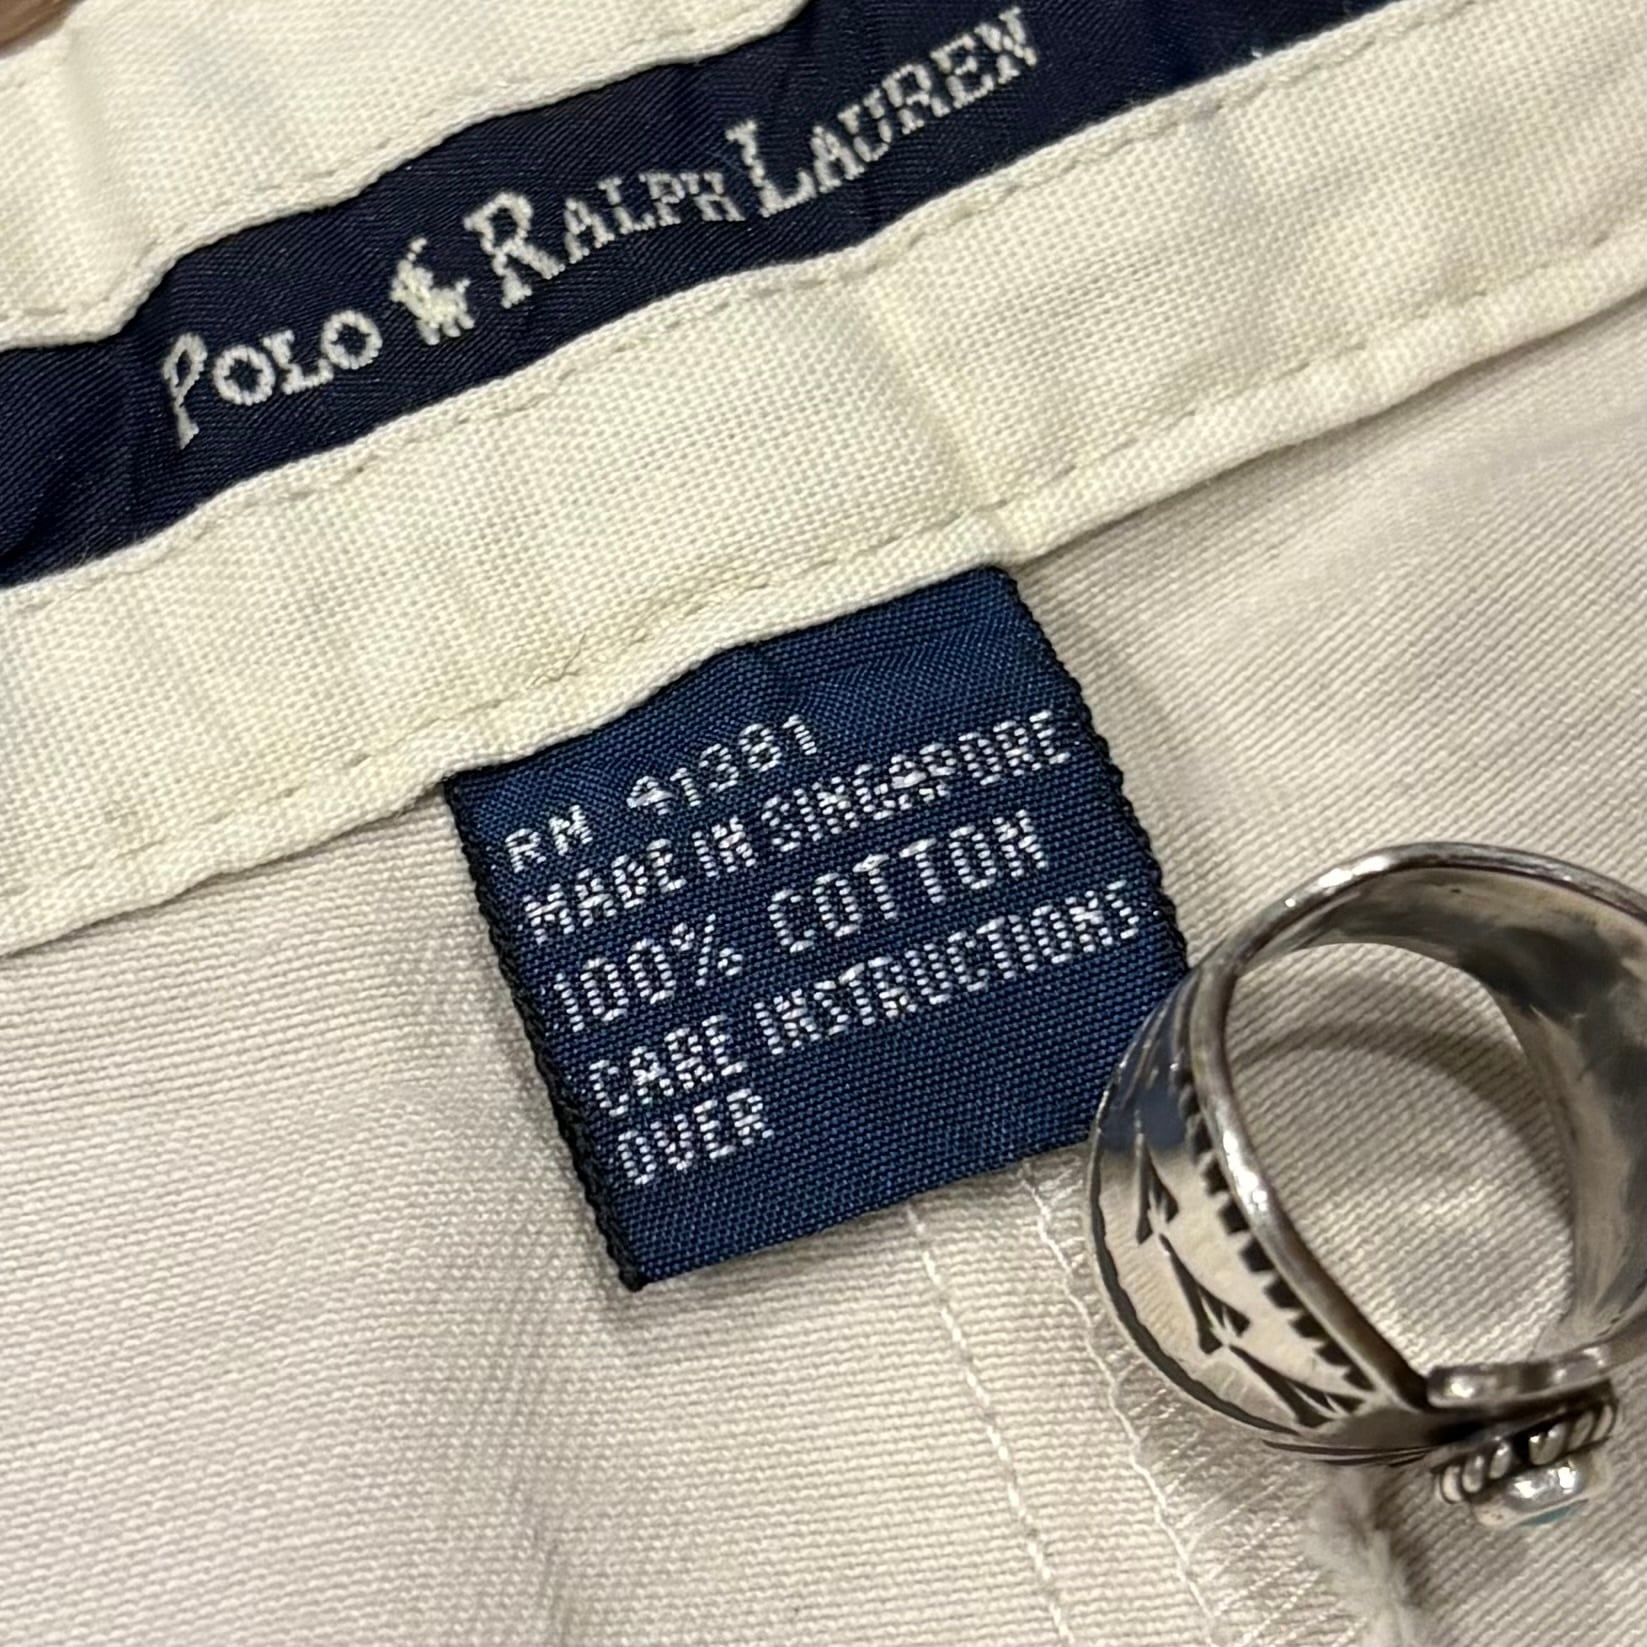 POLO RALPH LAUREN
RN 41381
MADE IN SINGAPORE
100% COTTON
CARE INSTRUCTIONS
OVER